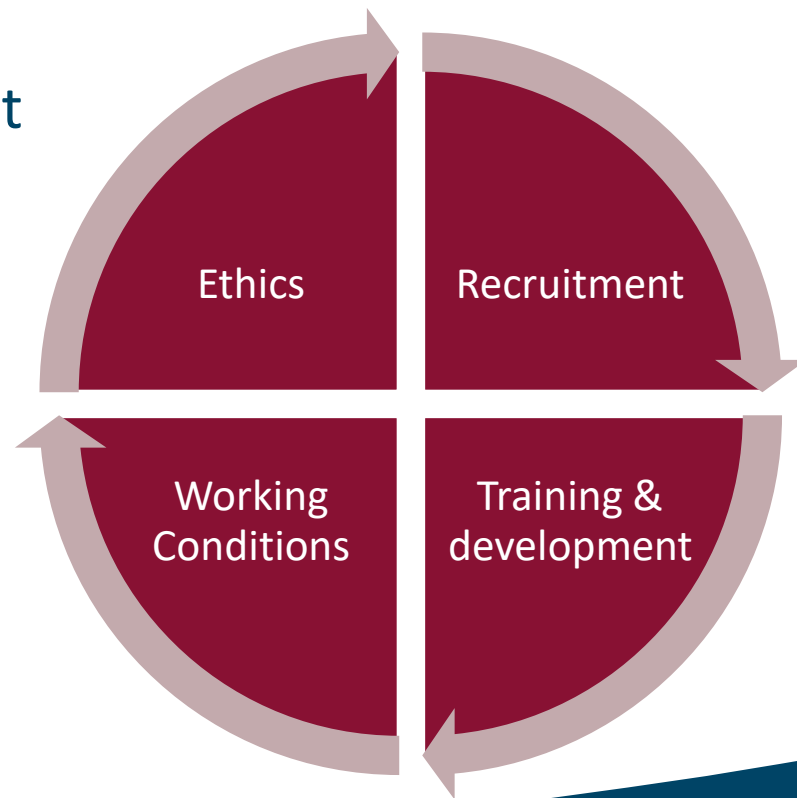 t
Ethics
Recruitment
Working
Conditions
Training &
development